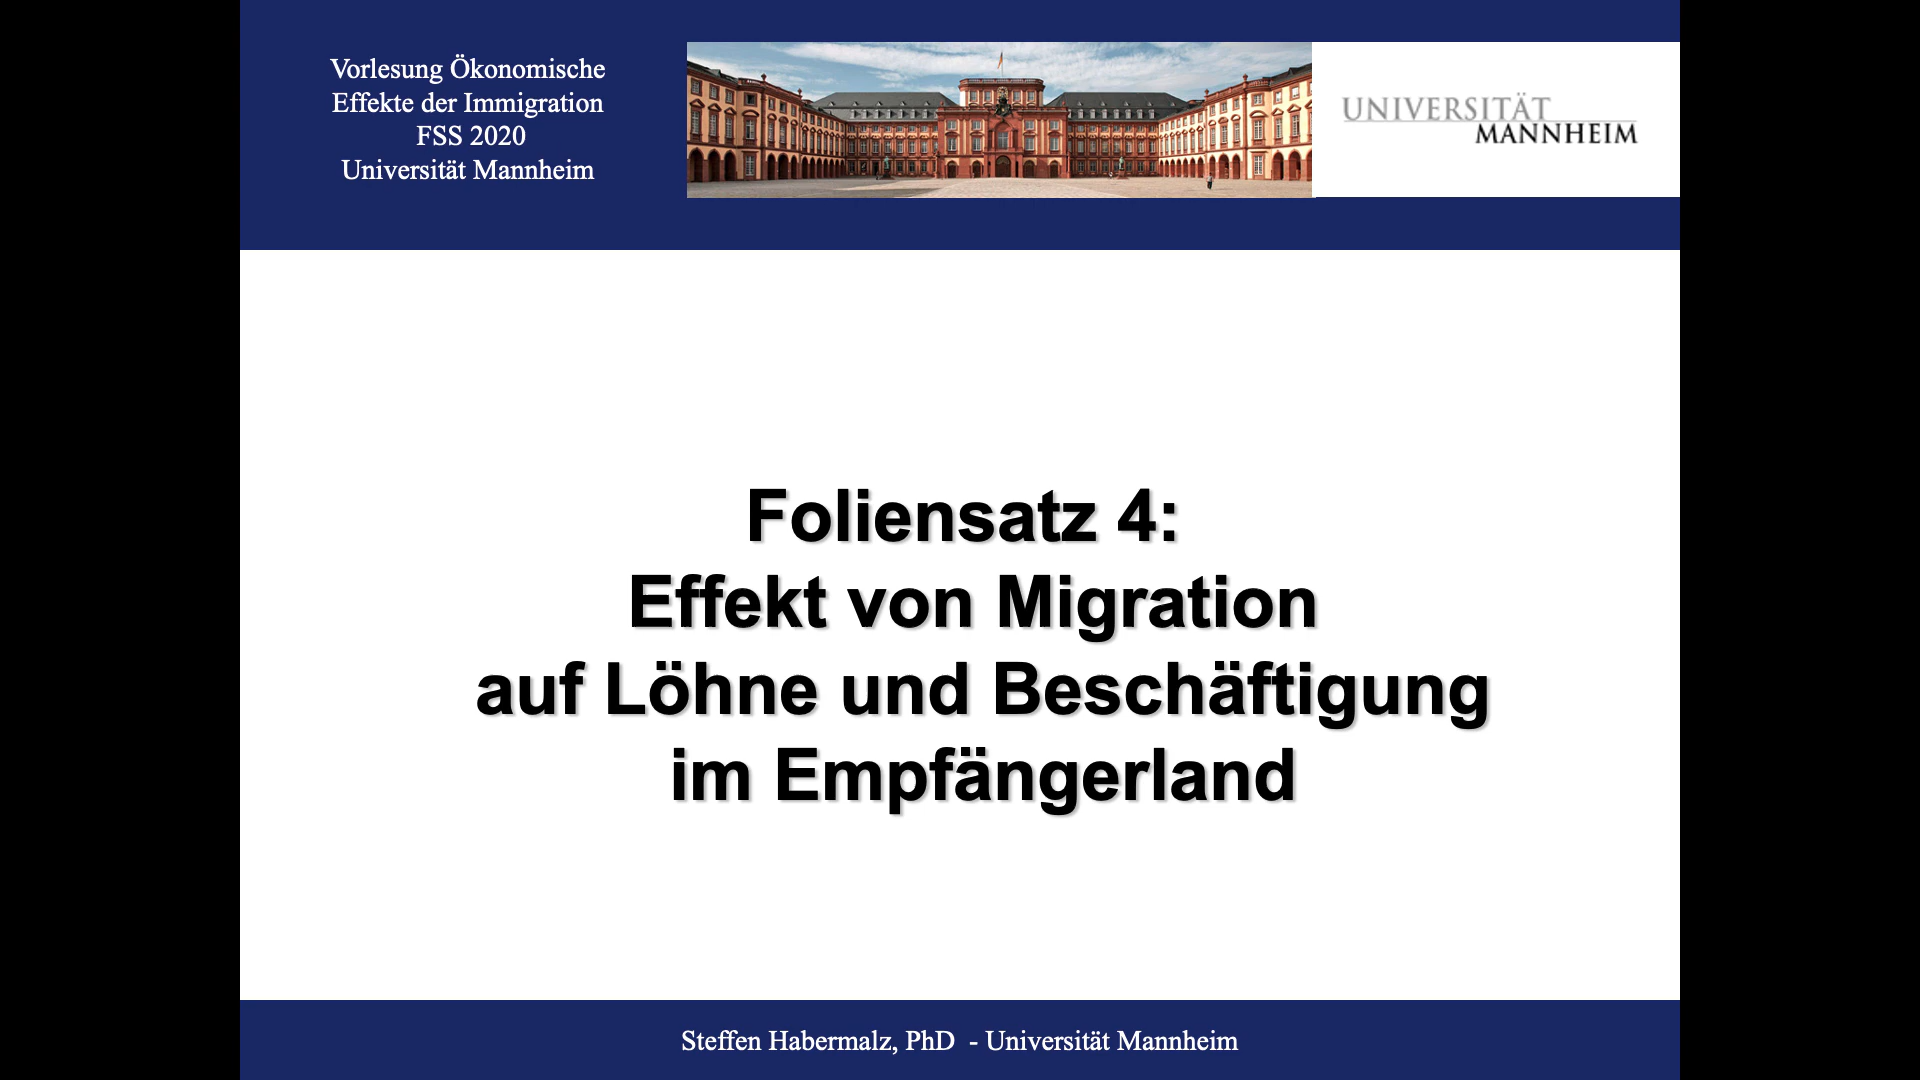 Vorlesung Ökonomische
Effekte der Immigration
FSS 2020
Universität Mannheim
UNIVERSITÄT
MANNHEIM
Foliensatz 4:
Effekt von Migration
auf Löhne und Beschäftigung
im Empfängerland
Steffen Habermalz, PhD - Universität Mannheim